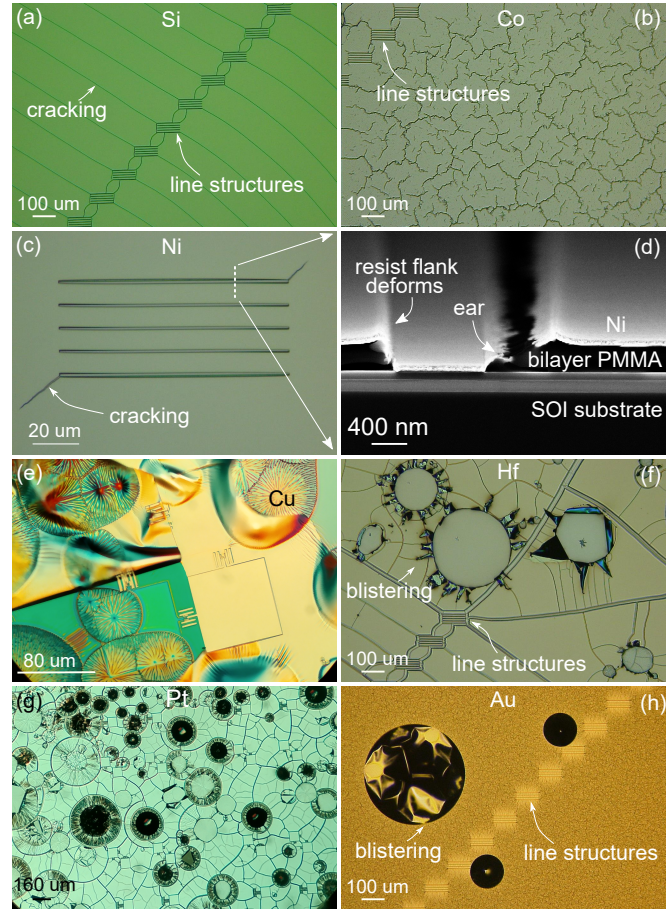 (a)
Si
cracking
line structures
100 um
(b)
Co
line structures
100 um
(c)
Ni
cracking
20 um
(d)
resist flank
deforms
ear
Ni
bilayer PMMA
SOI substrate
400 nm
(e)
Cu
80 um
(f)
Hf
blistering
line structures
100 um
(g)
Pt
160 um
(h)
Au
blistering
line structures
100 um